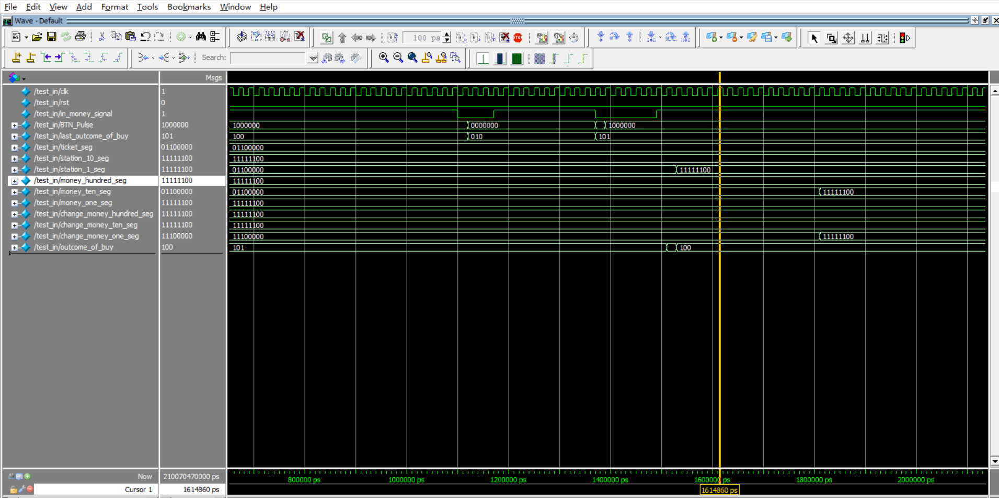 File Edit View Add Format Tools Bookmarks Window Help
Wave - Default
100 ps
STOP
Search:
Msgs
/test_in/clk 1
/test_in/rst 0
/test_in/in_money_signal 1
/test_in/BTN_Pulse 1000000 1000000 0000000 1000000
/test_in/last_outcome_of_buy 101 100 010 101
/test_in/ticket_seg 01100000 01100000
/test_in/station_10_seg 11111100 11111100
/test_in/station_1_seg 11111100 01100000 11111100
/test_in/money_hundred_seg 11111100 11111100
/test_in/money_ten_seg 01100000 01100000 11111100
/test_in/money_one_seg 11111100 11111100
/test_in/change_money_hundred_seg 11111100 11111100
/test_in/change_money_ten_seg 11111100 11111100
/test_in/change_money_one_seg 11100000 11100000 11111100
/test_in/outcome_of_buy 100 101 100
Now 210070470000 ps 800000 ps 1000000 ps 1200000 ps 1400000 ps 1600000 ps 1800000 ps 2000000 ps
Cursor 1 1614860 ps 1614860 ps